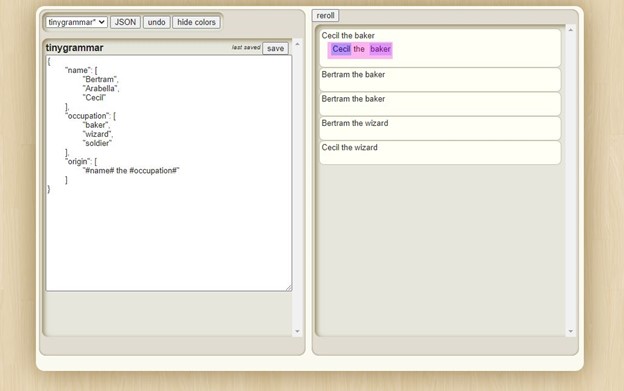 tinygrammar* JSON undo hide colors
tinygrammar last saved save
{
"name": [
"Bertram",
"Arabella",
"Cecil"
],
"occupation": [
"baker",
"wizard",
"soldier"
],
"origin": [
"#name# the #occupation#"
]
}
reroll
Cecil the baker
Cecil the baker
Bertram the baker
Bertram the baker
Bertram the wizard
Cecil the wizard